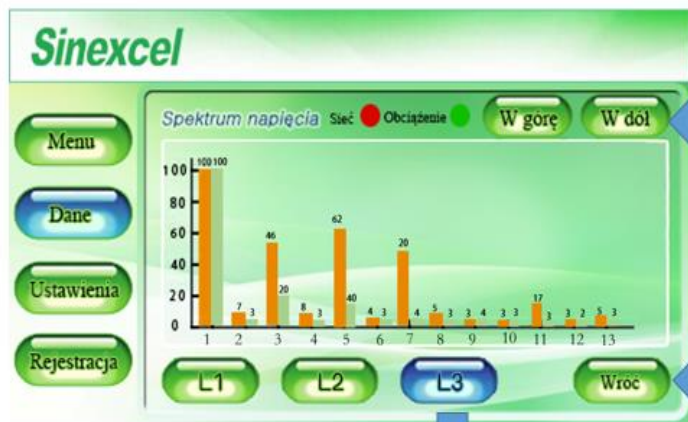 Sinexcel
Spektrum napięcia Sieć Obciążenie W górę W dół
Menu
Dane
Ustawienia
Rejestracja
100 100 7 3 46 20 8 3 62 40 4 3 20 4 5 3 3 4 3 3 17 3 3 2 5 3
100
80
60
40
20
0
1 2 3 4 5 6 7 8 9 10 11 12 13
L1 L2 L3 Wróć